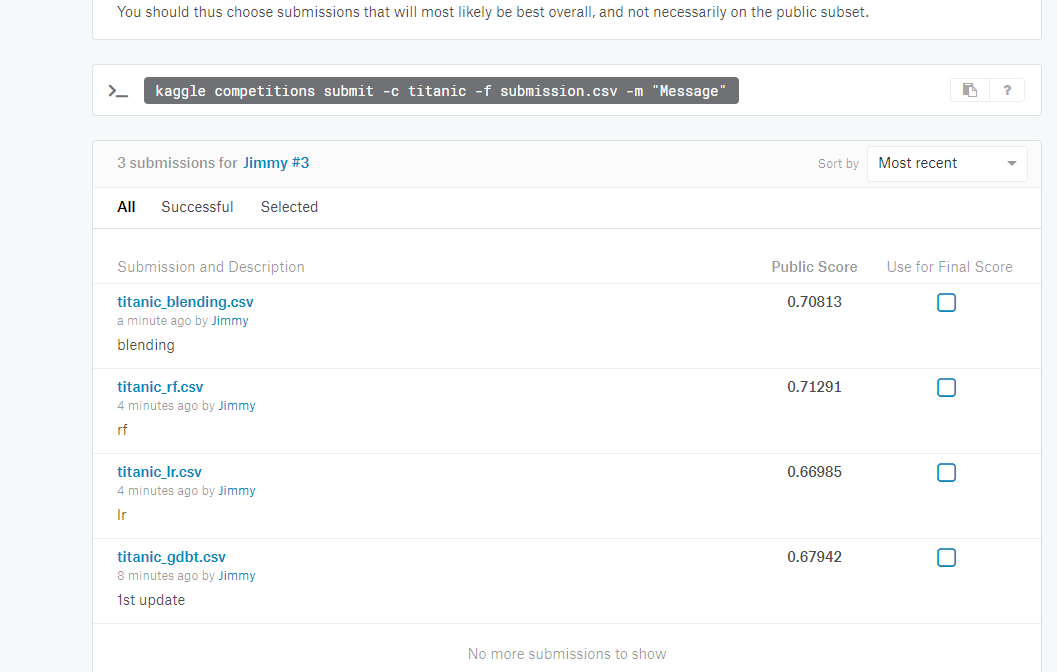 You should thus choose submissions that will most likely be best overall, and not necessarily on the public subset.
>_ kaggle competitions submit -c titanic -f submission.csv -m "Message" ?
3 submissions for Jimmy #3 Sort by Most recent
All Successful Selected
Submission and Description Public Score Use for Final Score
titanic_blending.csv 0.70813
a minute ago by Jimmy
blending
titanic_rf.csv 0.71291
4 minutes ago by Jimmy
rf
titanic_lr.csv 0.66985
4 minutes ago by Jimmy
lr
titanic_gdbt.csv 0.67942
8 minutes ago by Jimmy
1st update
No more submissions to show